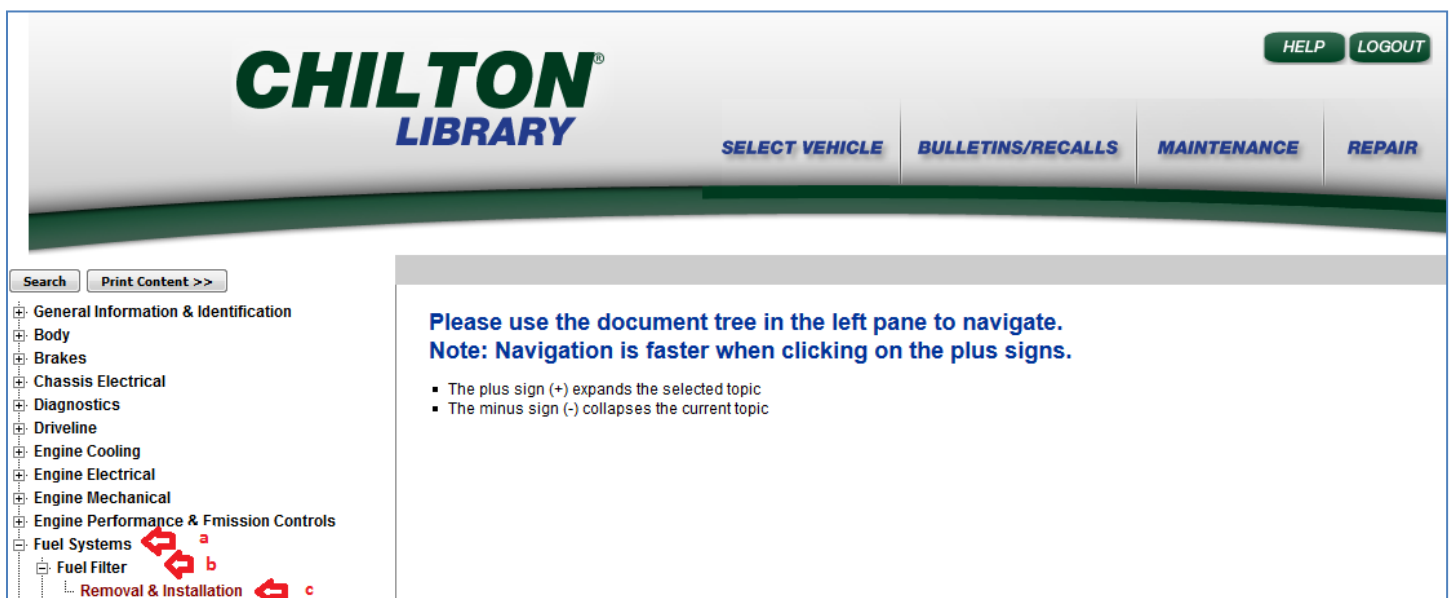 CHILTON®
LIBRARY
HELP
LOGOUT
SELECT VEHICLE
BULLETINS/RECALLS
MAINTENANCE
REPAIR
Search
Print Content >>
General Information & Identification
Body
Brakes
Chassis Electrical
Diagnostics
Driveline
Engine Cooling
Engine Electrical
Engine Mechanical
Engine Performance & Emission Controls
Fuel Systems a
Fuel Filter b
Removal & Installation c
Please use the document tree in the left pane to navigate.
Note: Navigation is faster when clicking on the plus signs.
▪ The plus sign (+) expands the selected topic
▪ The minus sign (-) collapses the current topic